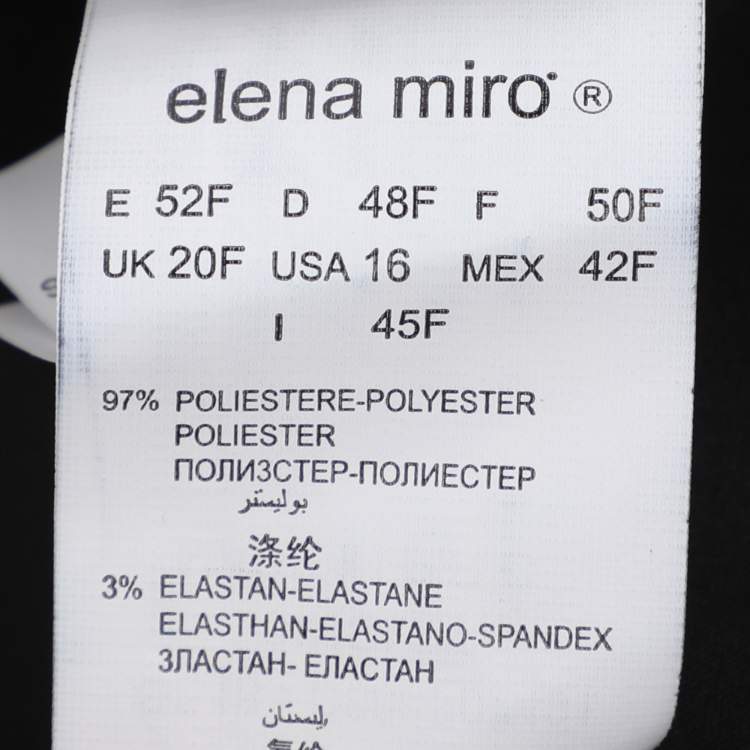 elena miro ®
E 52F D 48F F 50F
UK 20F USA 16 MEX 42F
I 45F
97% POLIESTERE-POLYESTER
POLIESTER
ПОЛИЗСТЕР-ПОЛИЕСТЕР
بوليستر
涤纶
3% ELASTAN-ELASTANE
ELASTHAN-ELASTANO-SPANDEX
ЗЛАСТАН- ЕЛАСТАН